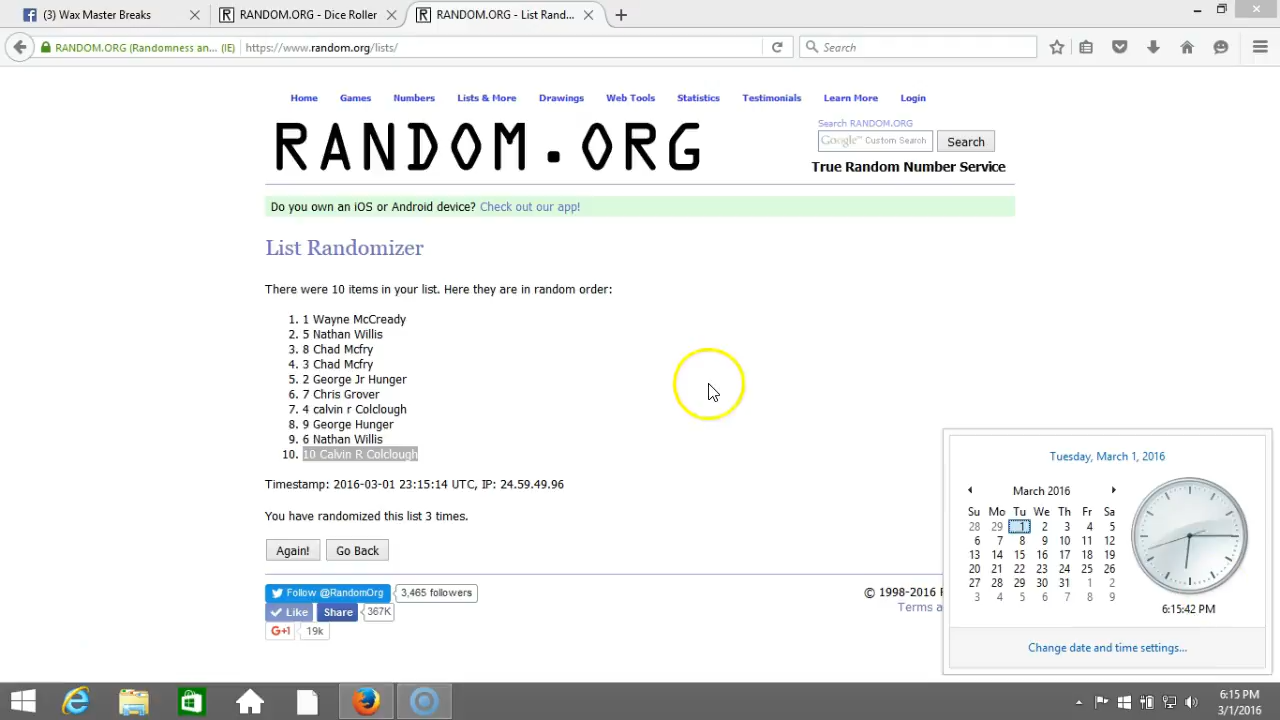 (3) Wax Master Breaks
RANDOM.ORG - Dice Roller
RANDOM.ORG - List Rand...
RANDOM.ORG (Randomness an... (IE)
https://www.random.org/lists/
Search
Home Games Numbers Lists & More Drawings Web Tools Statistics Testimonials Learn More Login
RANDOM.ORG
Search RANDOM.ORG
Google™ Custom Search
Search
True Random Number Service
Do you own an iOS or Android device? Check out our app!
List Randomizer
There were 10 items in your list. Here they are in random order:
1. 1 Wayne McCready
2. 5 Nathan Willis
3. 8 Chad Mcfry
4. 3 Chad Mcfry
5. 2 George Jr Hunger
6. 7 Chris Grover
7. 4 calvin r Colclough
8. 9 George Hunger
9. 6 Nathan Willis
10. 10 Calvin R Colclough
Timestamp: 2016-03-01 23:15:14 UTC, IP: 24.59.49.96
You have randomized this list 3 times.
Again! Go Back
Follow @RandomOrg 3,465 followers
Like Share 367K
G+1 19k
© 1998-2016 R
Terms a
Tuesday, March 1, 2016
March 2016
Su Mo Tu We Th Fr Sa
28 29 1 2 3 4 5
6 7 8 9 10 11 12
13 14 15 16 17 18 19
20 21 22 23 24 25 26
27 28 29 30 31 1 2
3 4 5 6 7 8 9
6:15:42 PM
Change date and time settings...
6:15 PM
3/1/2016